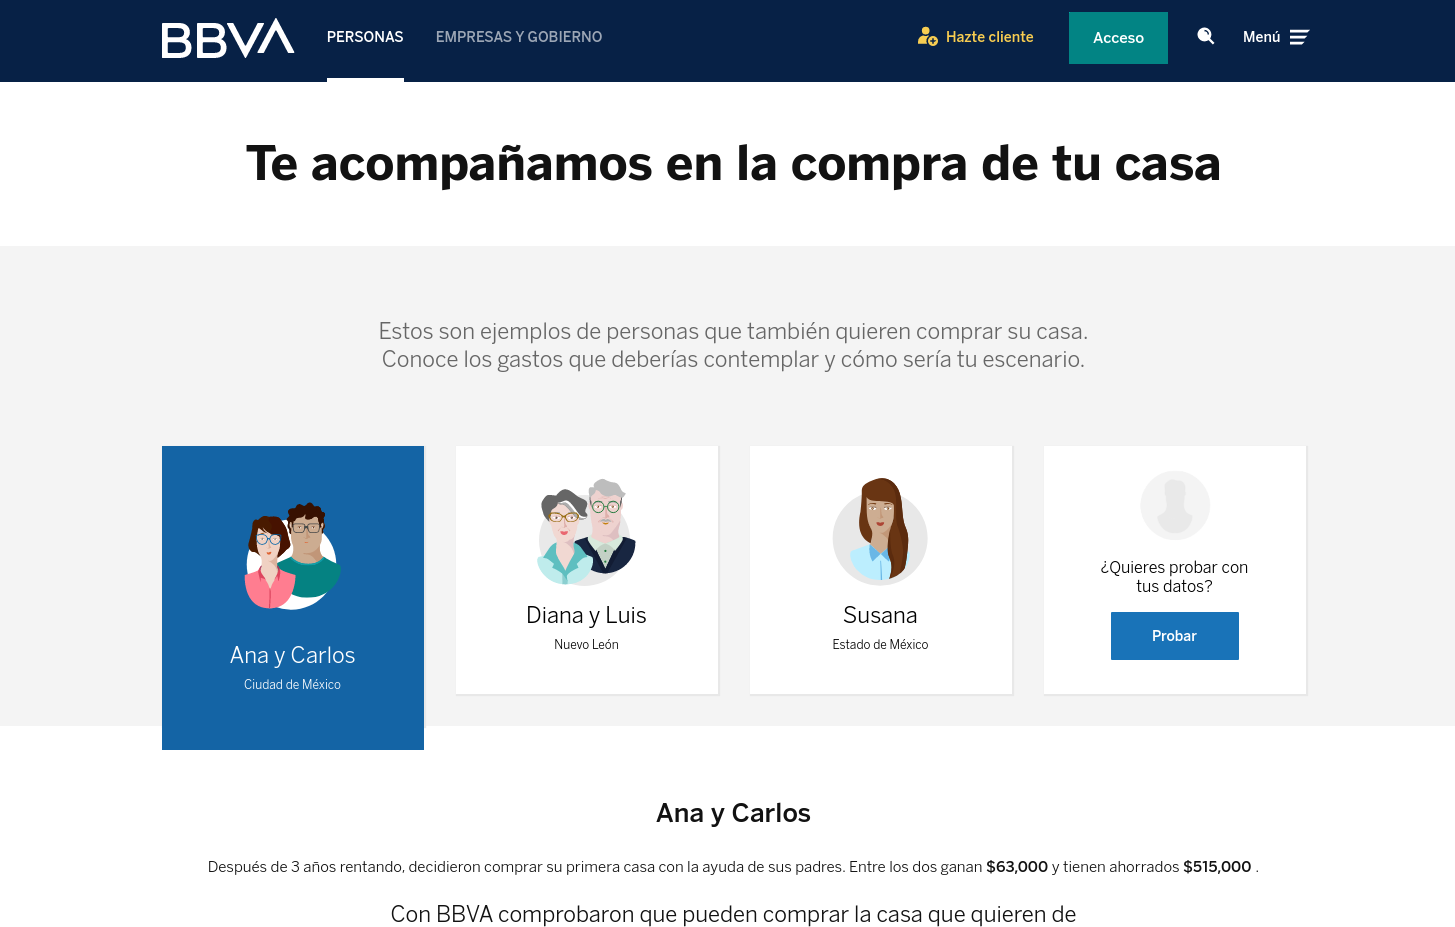 BBVA
PERSONAS
EMPRESAS Y GOBIERNO
Hazte cliente
Acceso
Menú
Te acompañamos en la compra de tu casa
Estos son ejemplos de personas que también quieren comprar su casa.
Conoce los gastos que deberías contemplar y cómo sería tu escenario.
Ana y Carlos
Ciudad de México
Diana y Luis
Nuevo León
Susana
Estado de México
¿Quieres probar con
tus datos?
Probar
Ana y Carlos
Después de 3 años rentando, decidieron comprar su primera casa con la ayuda de sus padres. Entre los dos ganan $63,000 y tienen ahorrados $515,000 .
Con BBVA comprobaron que pueden comprar la casa que quieren de